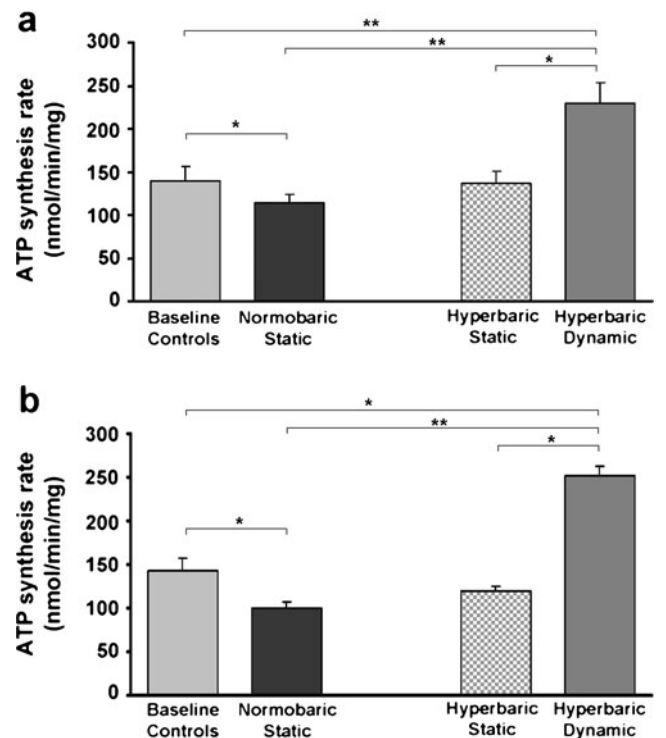 a
ATP synthesis rate
(nmol/min/mg)
300
250
200
150
100
50
0
**
**
*
*
Baseline
Controls
Normobaric
Static
Hyperbaric
Static
Hyperbaric
Dynamic
b
ATP synthesis rate
(nmol/min/mg)
300
250
200
150
100
50
0
*
**
*
*
Baseline
Controls
Normobaric
Static
Hyperbaric
Static
Hyperbaric
Dynamic